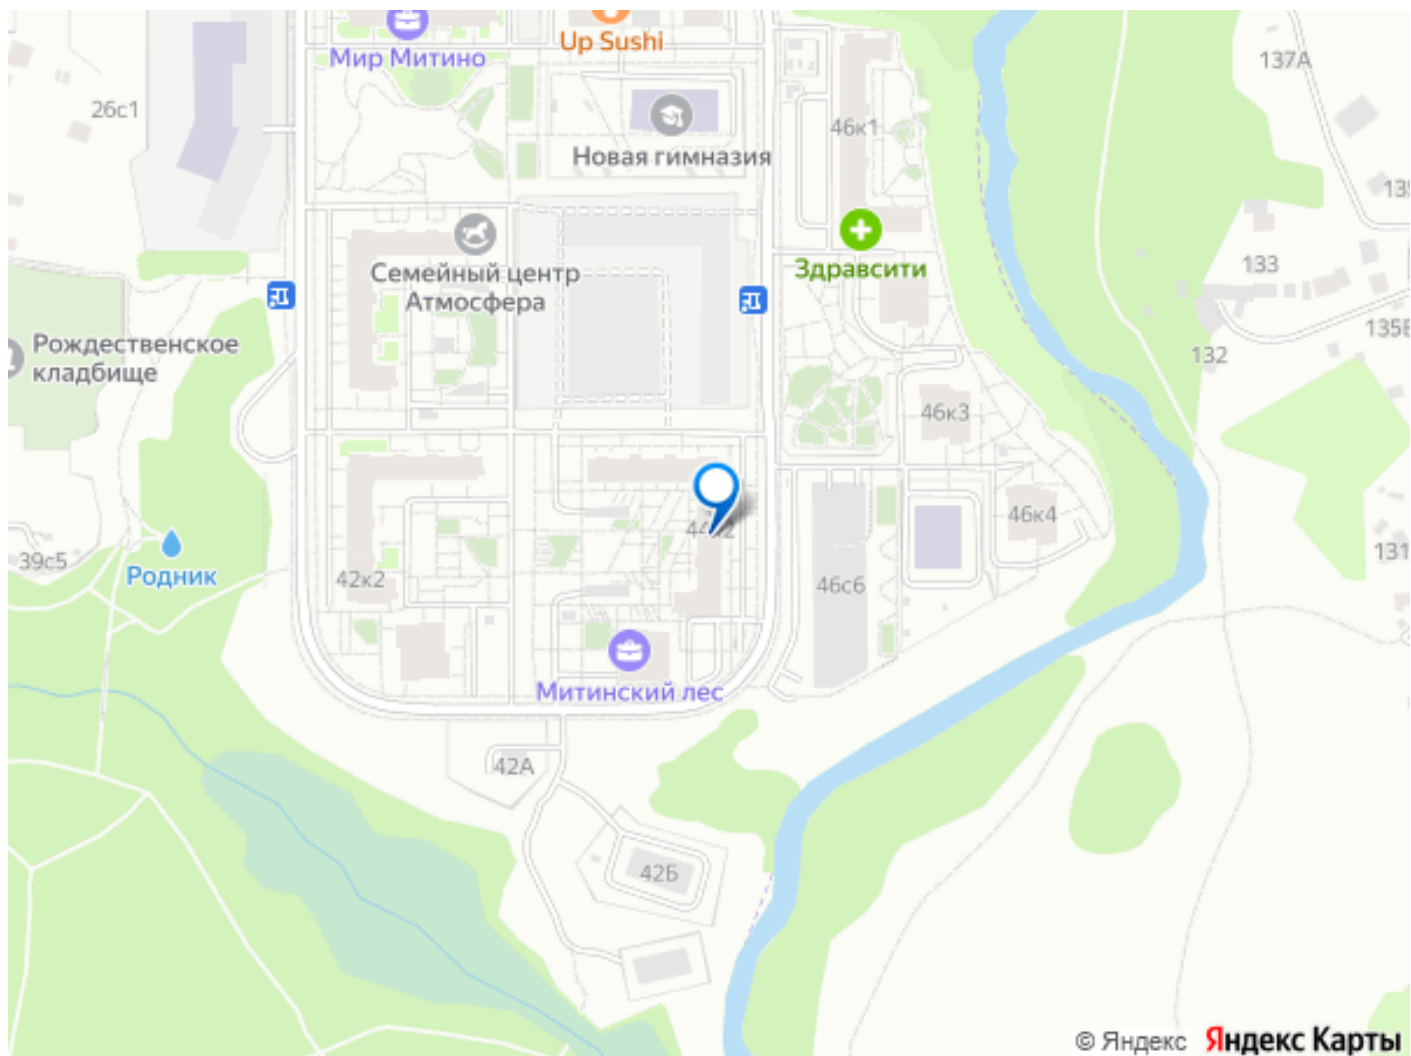 Up Sushi
Мир Митино
137А
26с1
46к1
Новая гимназия
135
Здравсити
133
Семейный центр
Атмосфера
135В
Рождественское
кладбище
132
46к3
46к4
39с5
Родник
42к2
46с6
131
Митинский лес
42А
42Б
© Яндекс Яндекс Карты